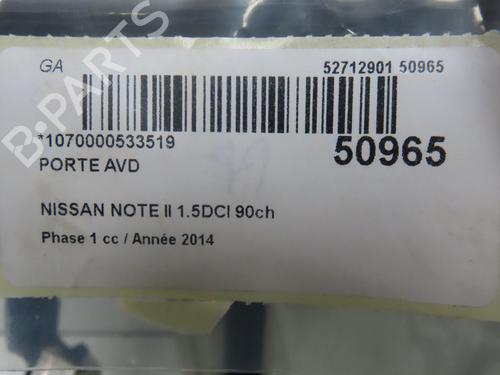 GA
52712901 50965
*1070000533519
50965
PORTE AVD
NISSAN NOTE II 1.5DCI 90ch
Phase 1 cc / Année 2014
B-PARTS